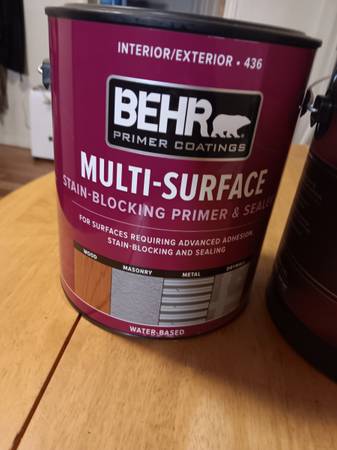 INTERIOR/EXTERIOR • 436
BEHR
PRIMER COATINGS
MULTI-SURFACE
STAIN-BLOCKING PRIMER &
FOR SURFACES REQUIRING ADVANCED ADHESION,
STAIN-BLOCKING AND SEALING
WOOD MASONRY METAL
WATER-BASED